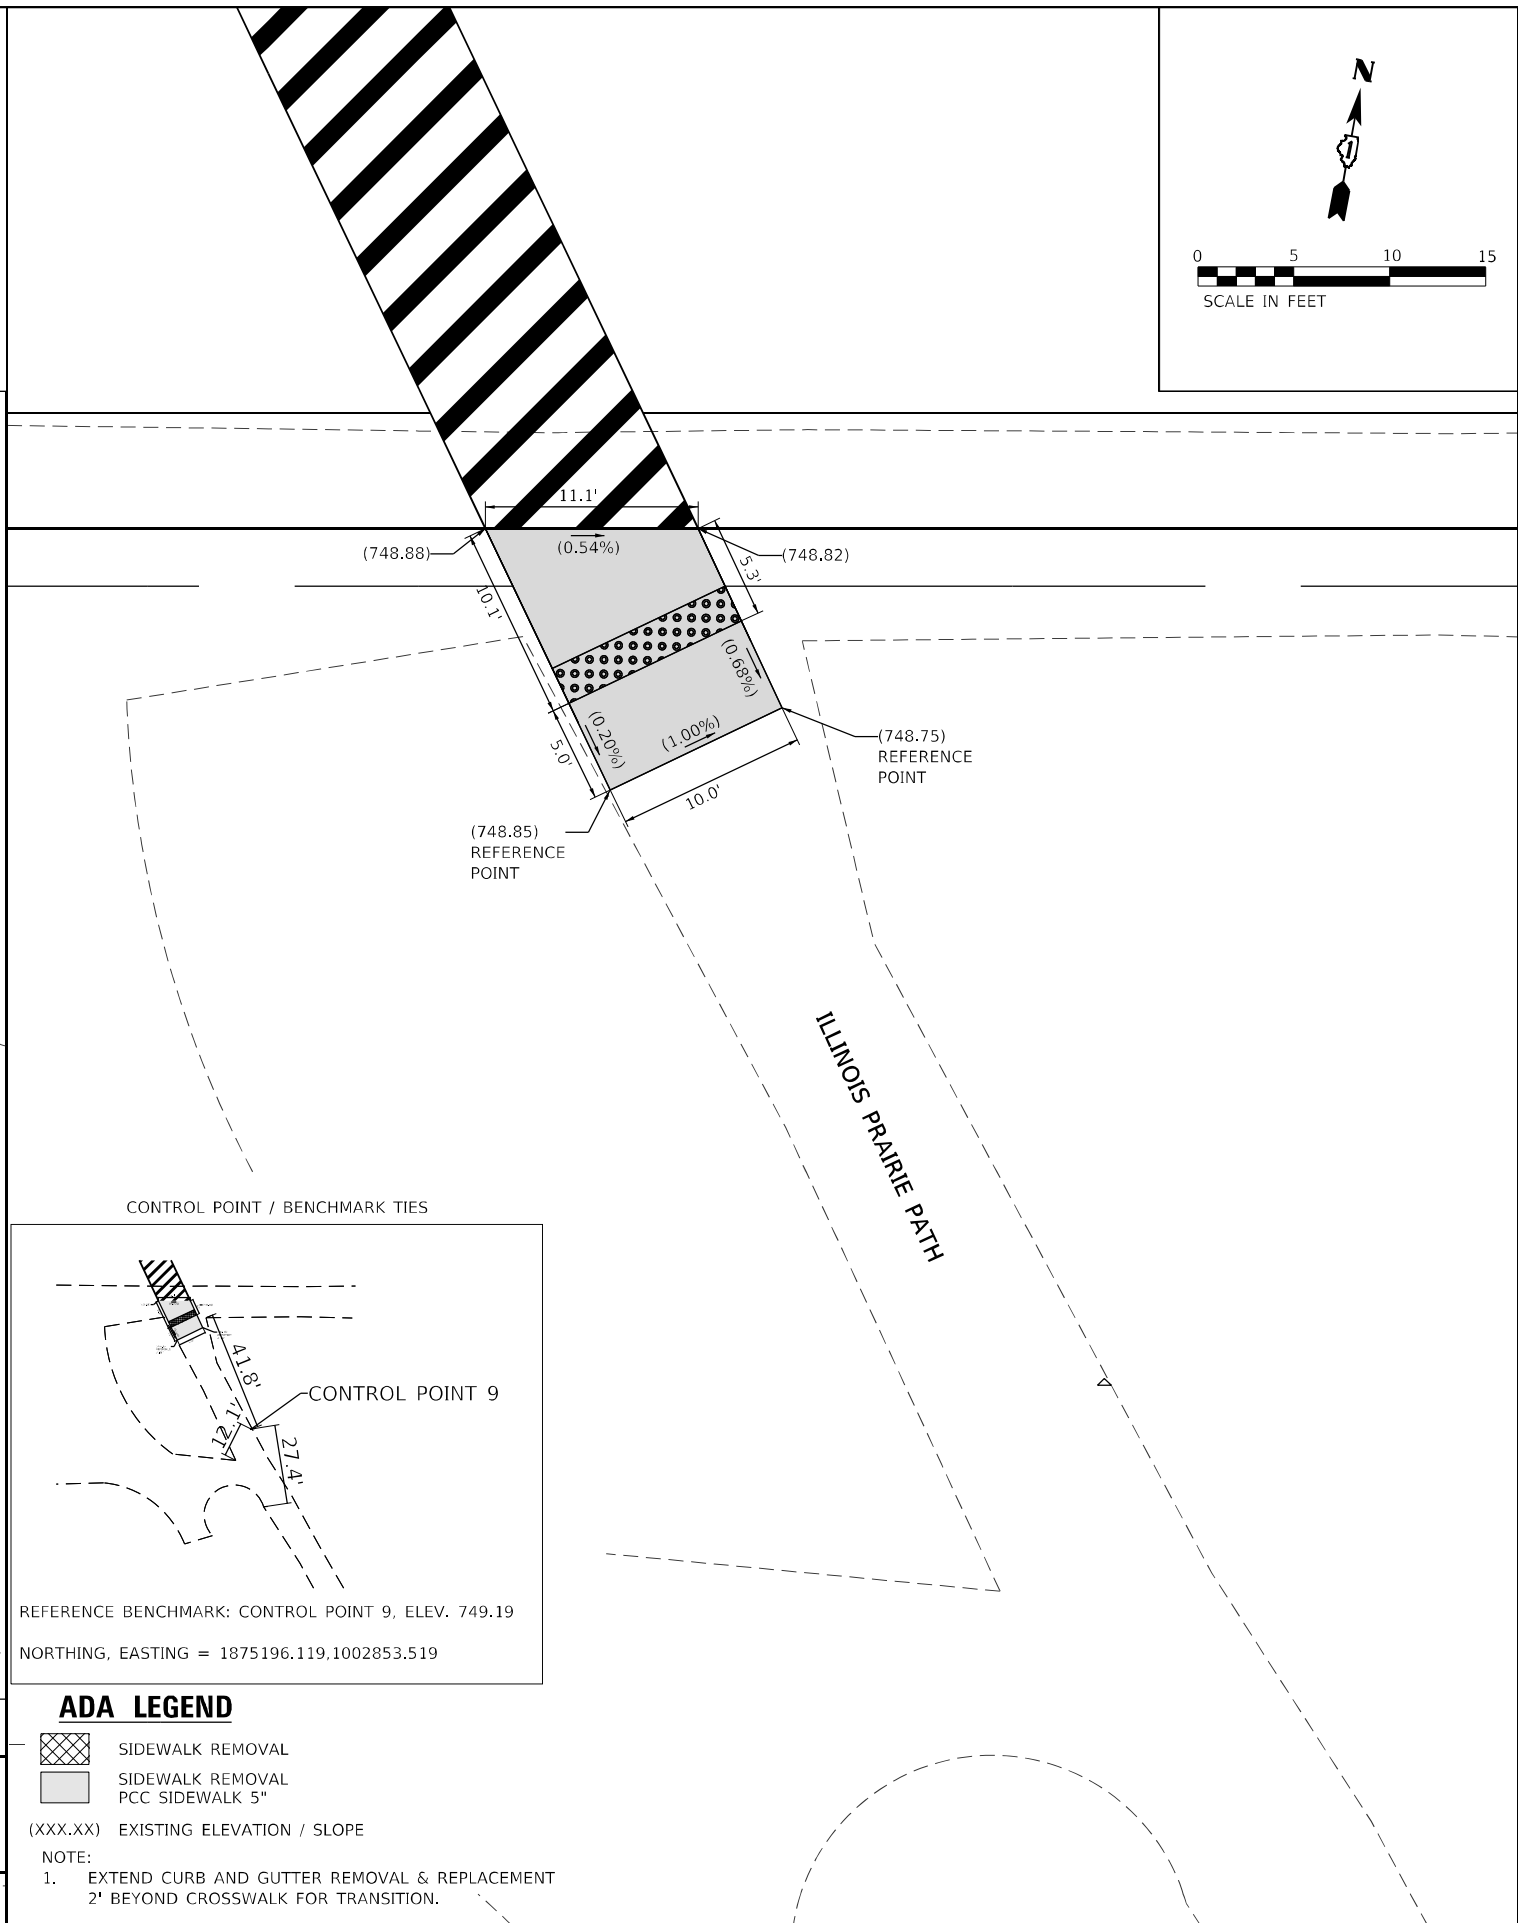 N
1
0 5 10 15
SCALE IN FEET
11.1'
(0.54%)
(748.88)
(748.82)
5.3'
10.1'
(0.68%)
(0.20%)
(1.00%)
5.0'
10.0'
(748.75)
REFERENCE
POINT
(748.85)
REFERENCE
POINT
ILLINOIS PRAIRIE PATH
CONTROL POINT / BENCHMARK TIES
41.8'
CONTROL POINT 9
12.1'
27.4'
REFERENCE BENCHMARK: CONTROL POINT 9, ELEV. 749.19
NORTHING, EASTING = 1875196.119,1002853.519
ADA LEGEND
SIDEWALK REMOVAL
SIDEWALK REMOVAL
PCC SIDEWALK 5"
(XXX.XX) EXISTING ELEVATION / SLOPE
NOTE:
1. EXTEND CURB AND GUTTER REMOVAL & REPLACEMENT
2' BEYOND CROSSWALK FOR TRANSITION.